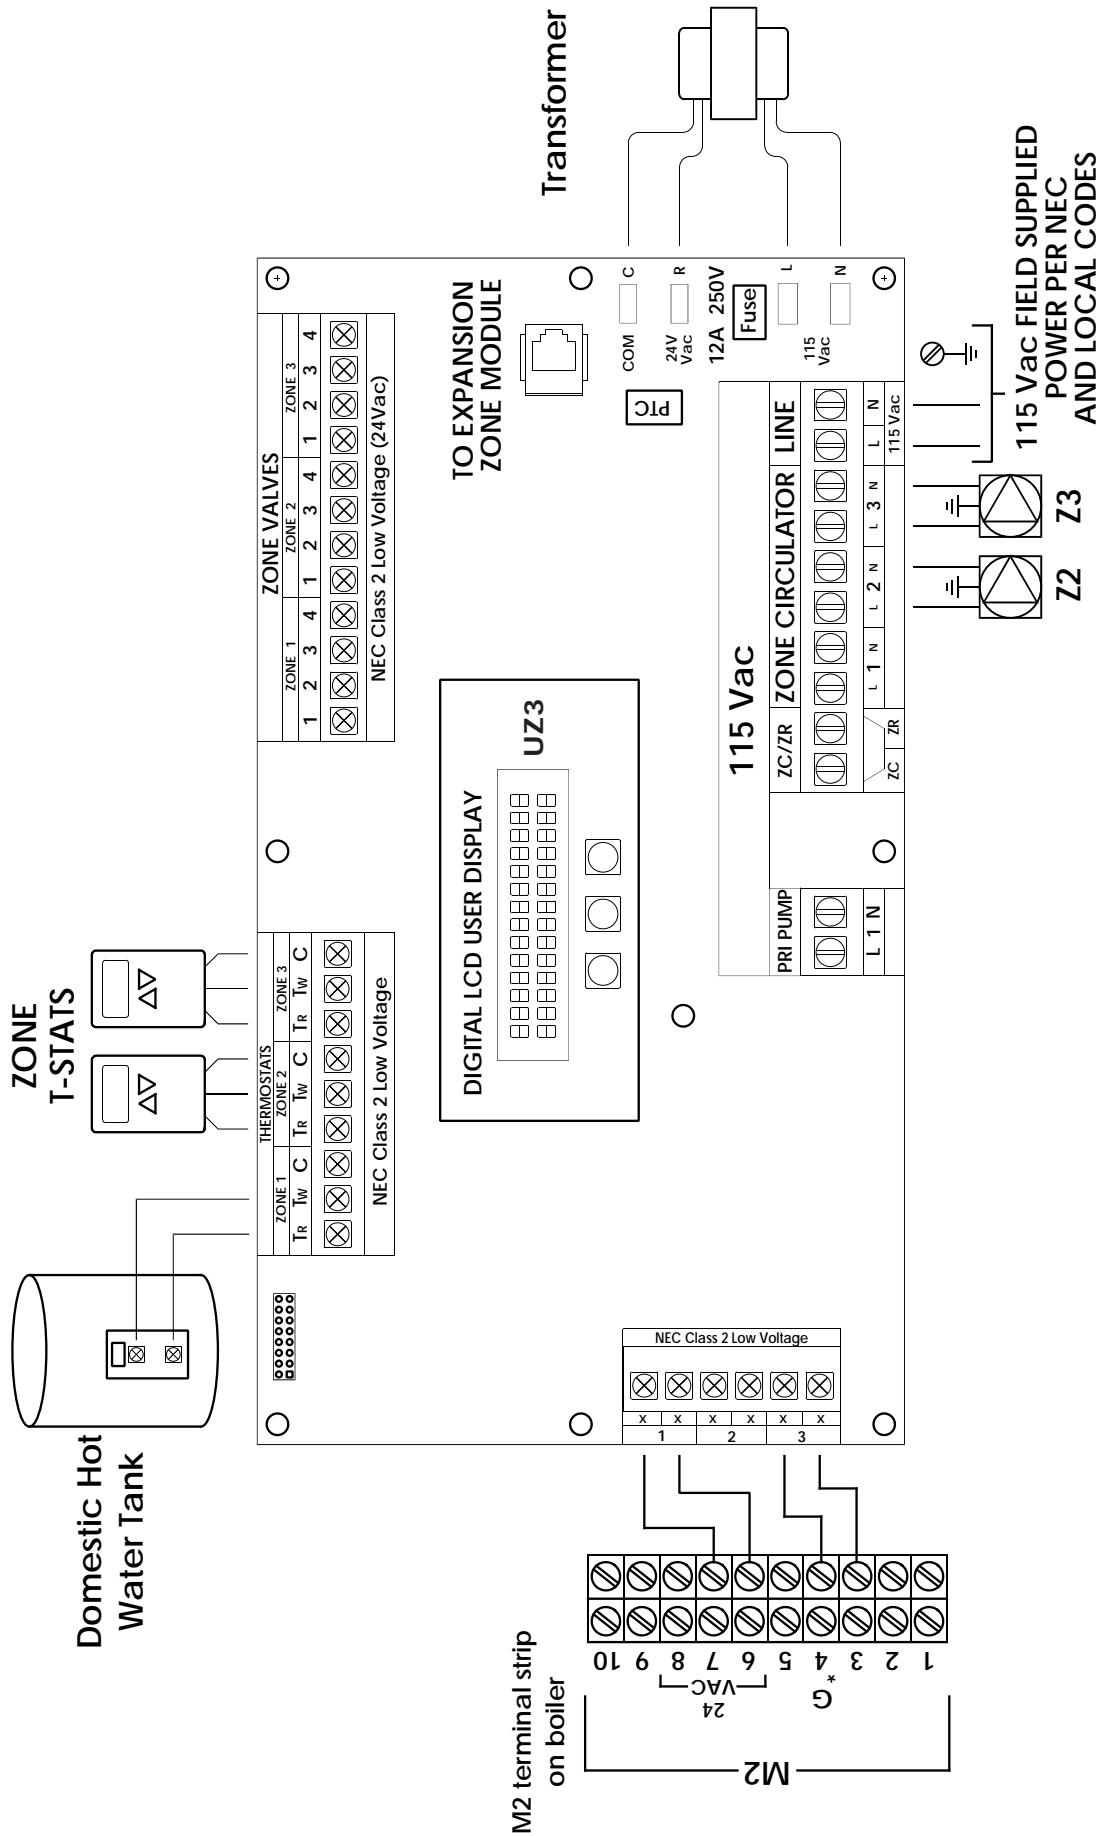 Domestic Hot
Water Tank
ZONE
T-STATS
THERMOSTATS
ZONE 1
ZONE 2
ZONE 3
TR TW C TR TW C TR TW C
NEC Class 2 Low Voltage
ZONE VALVES
ZONE 1
ZONE 2
ZONE 3
1 2 3 4 1 2 3 4 1 2 3 4
NEC Class 2 Low Voltage (24Vac)
DIGITAL LCD USER DISPLAY
UZ3
TO EXPANSION
ZONE MODULE
Transformer
COM C
24V
Vac
R
PTC
12A 250V
Fuse
115
Vac
L
N
M2 terminal strip
on boiler
10
9
8
7
6
5
4
3
2
1
24
VAC
G*
M2
NEC Class 2 Low Voltage
x x x x x x
1 2 3
115 Vac
PRI PUMP
L 1 N
ZC/ZR
ZC ZR
ZONE CIRCULATOR
L 1 N L 2 N L 3 N
LINE
L N
115 Vac
Z2
Z3
115 Vac FIELD SUPPLIED
POWER PER NEC
AND LOCAL CODES